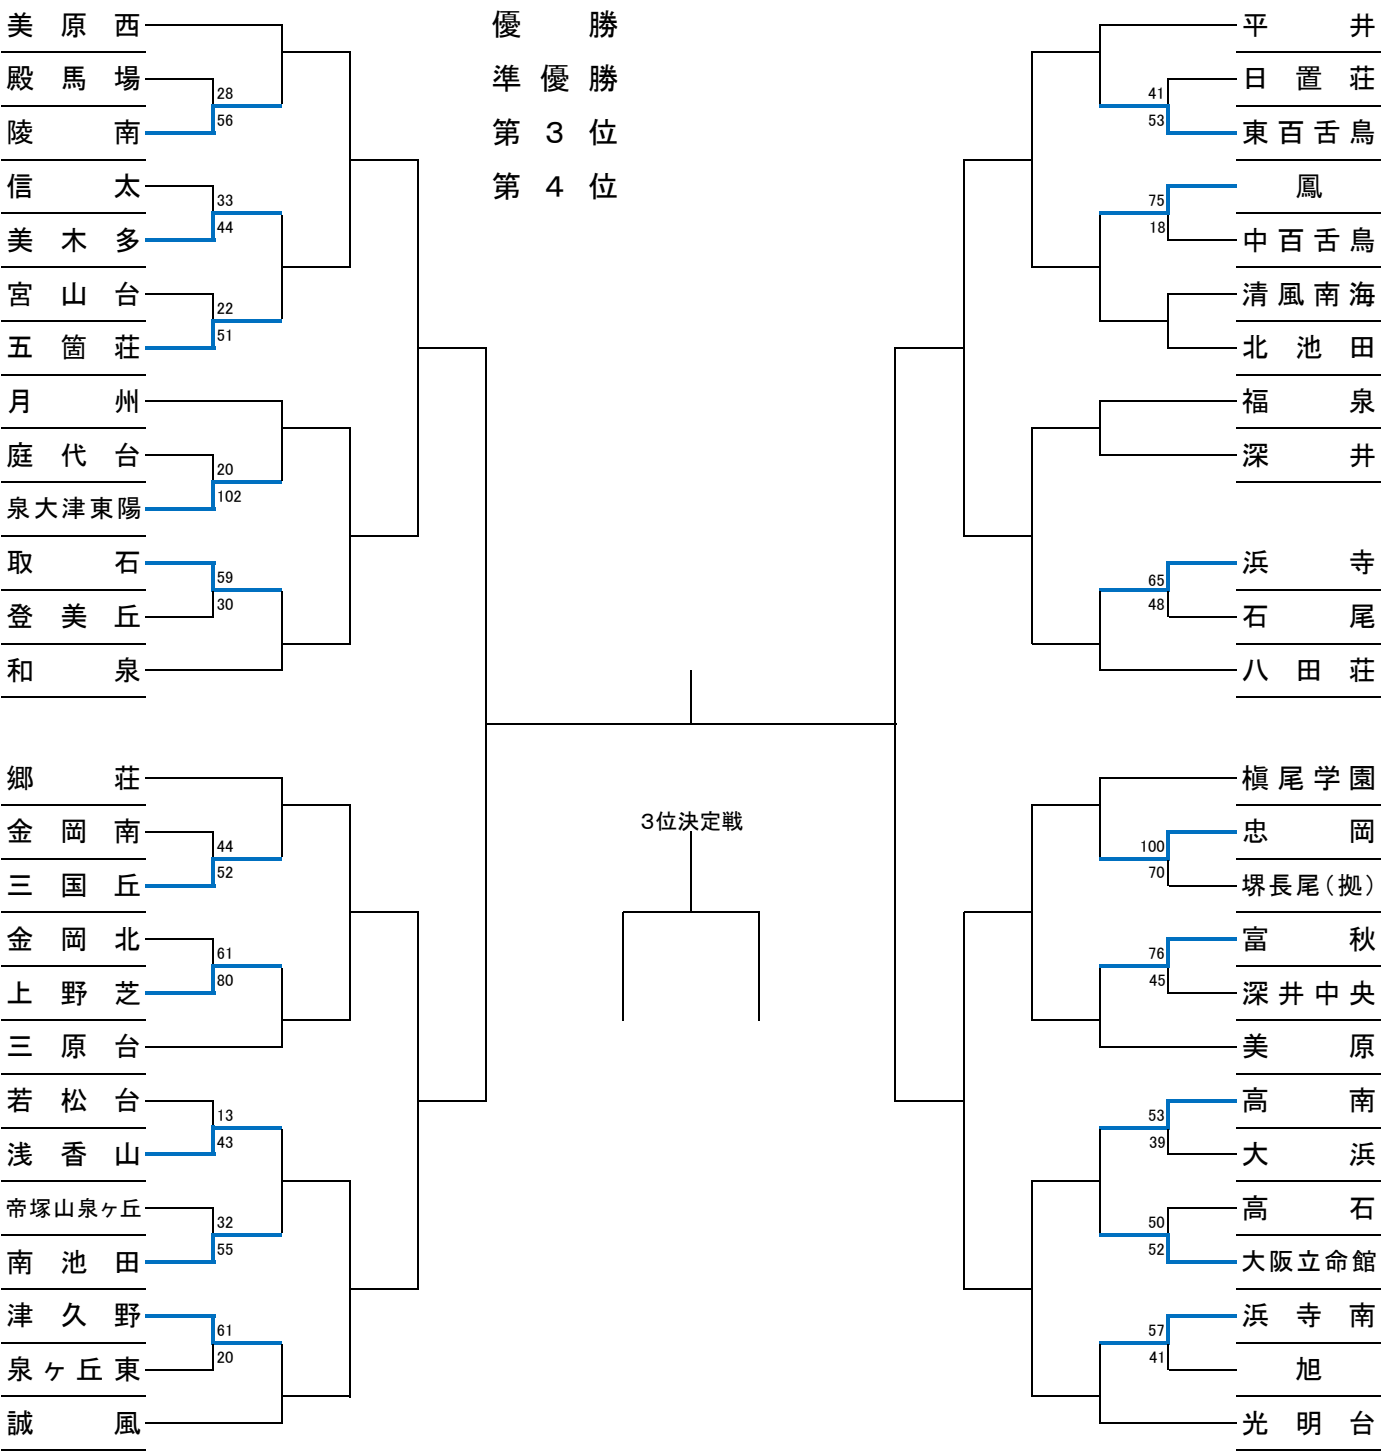 優勝
準優勝
第3位
第4位
美原西
殿馬場
28
56
陵南
信太
33
44
美木多
宮山台
22
51
五箇荘
月州
庭代台
20
102
泉大津東陽
取石
59
30
登美丘
和泉
郷荘
金岡南
44
52
三国丘
金岡北
61
80
上野芝
三原台
若松台
13
43
浅香山
帝塚山泉ヶ丘
32
55
南池田
津久野
61
20
泉ヶ丘東
誠風
3位決定戦
平井
日置荘
41
53
東百舌鳥
鳳
75
18
中百舌鳥
清風南海
北池田
福泉
深井
浜寺
65
48
石尾
八田荘
槇尾学園
忠岡
100
70
堺長尾(拠)
富秋
76
45
深井中央
美原
高南
53
39
大浜
高石
50
52
大阪立命館
浜寺南
57
41
旭
光明台